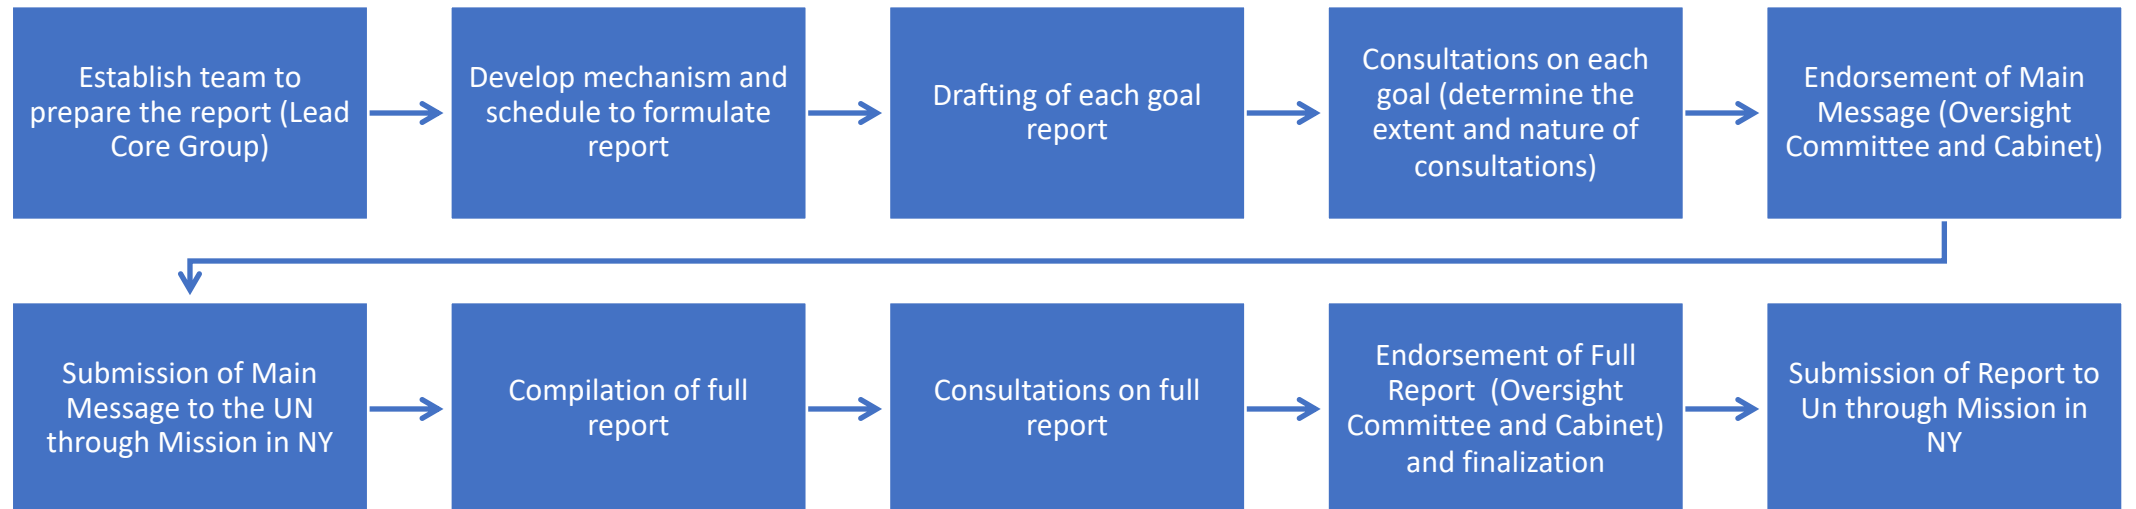 Establish team to
prepare the report (Lead
Core Group)
Develop mechanism and
schedule to formulate
report
Drafting of each goal
report
Consultations on each
goal (determine the
extent and nature of
consultations)
Endorsement of Main
Message (Oversight
Committee and Cabinet)
Submission of Main
Message to the UN
through Mission in NY
Compilation of full
report
Consultations on full
report
Endorsement of Full
Report (Oversight
Committee and Cabinet)
and finalization
Submission of Report to
Un through Mission in
NY